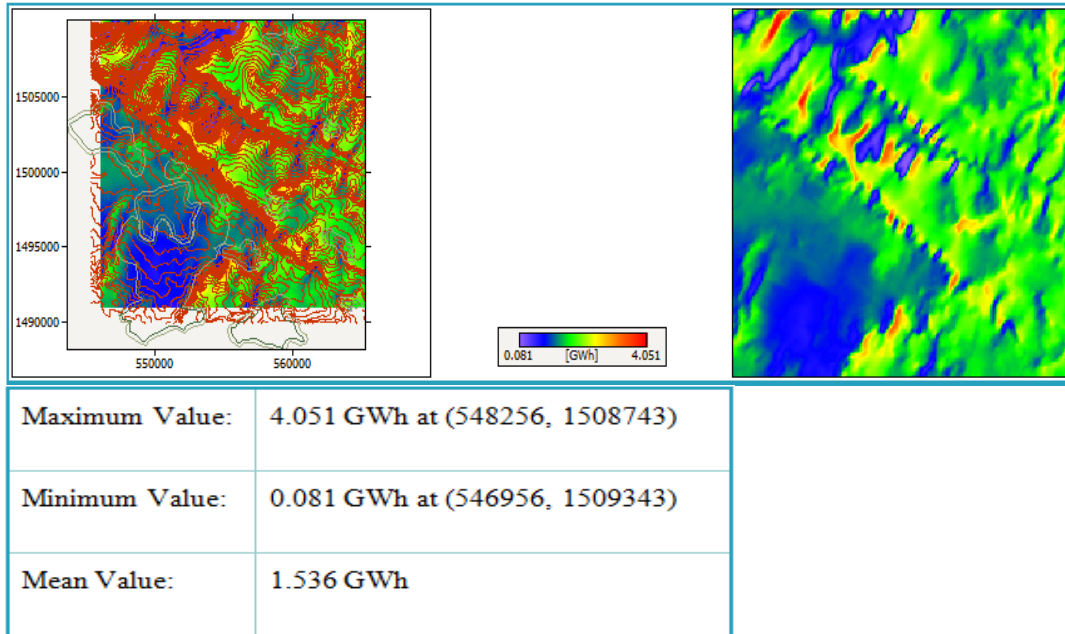 1505000
1500000
1495000
1490000
550000 560000
0.081 [GWh] 4.051
Maximum Value: 4.051 GWh at (548256, 1508743)
Minimum Value: 0.081 GWh at (546956, 1509343)
Mean Value: 1.536 GWh